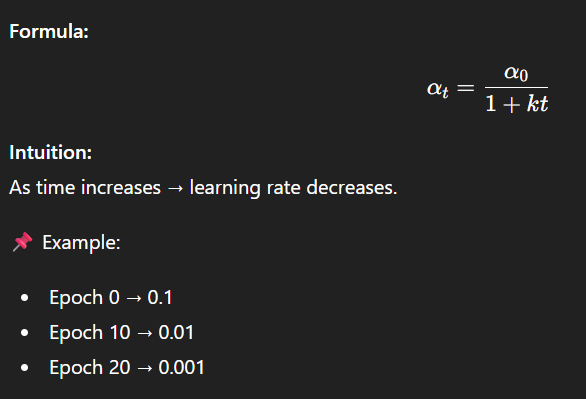 Formula:
αₜ = α₀ / (1 + kt)
Intuition:
As time increases → learning rate decreases.
📌 Example:
• Epoch 0 → 0.1
• Epoch 10 → 0.01
• Epoch 20 → 0.001